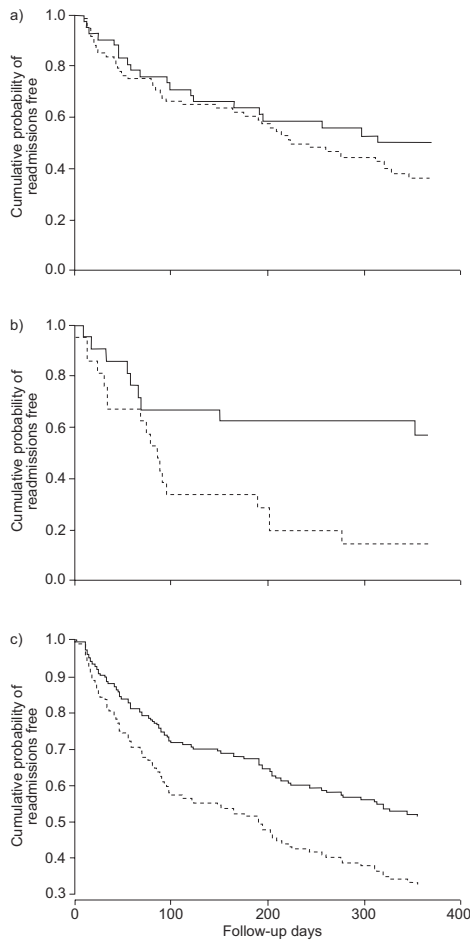 a)
Cumulative probability of
readmissions free
1.0
0.8
0.6
0.4
0.2
0.0
b)
Cumulative probability of
readmissions free
1.0
0.8
0.6
0.4
0.2
0.0
c)
Cumulative probability of
readmissions free
1.0
0.9
0.8
0.7
0.6
0.5
0.4
0.3
0 100 200 300 400
Follow-up days